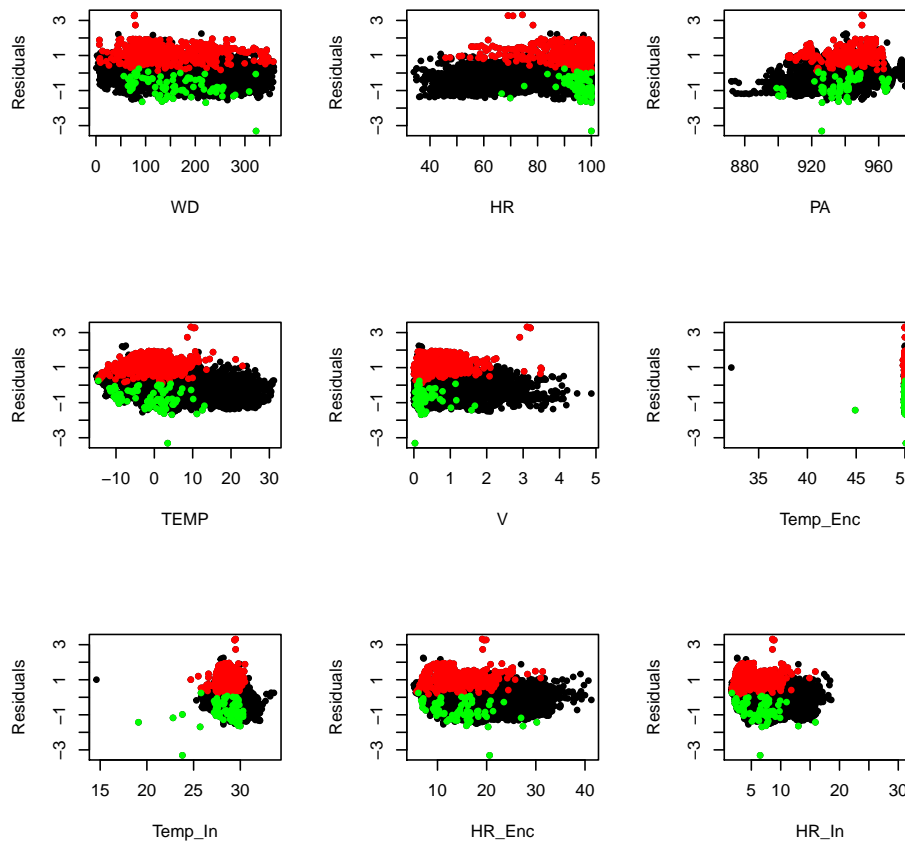 Residuals
3
1
−1
−3
0 100 200 300
WD
Residuals
3
1
−1
−3
40 60 80 100
HR
Residuals
3
1
−1
−3
880 920 960
PA
Residuals
3
1
−1
−3
−10 0 10 20 30
TEMP
Residuals
3
1
−1
−3
0 1 2 3 4 5
V
Residuals
3
1
−1
−3
35 40 45 50
Temp_Enc
Residuals
3
1
−1
−3
15 20 25 30
Temp_In
Residuals
3
1
−1
−3
10 20 30 40
HR_Enc
Residuals
3
1
−1
−3
5 10 15 20 30
HR_In